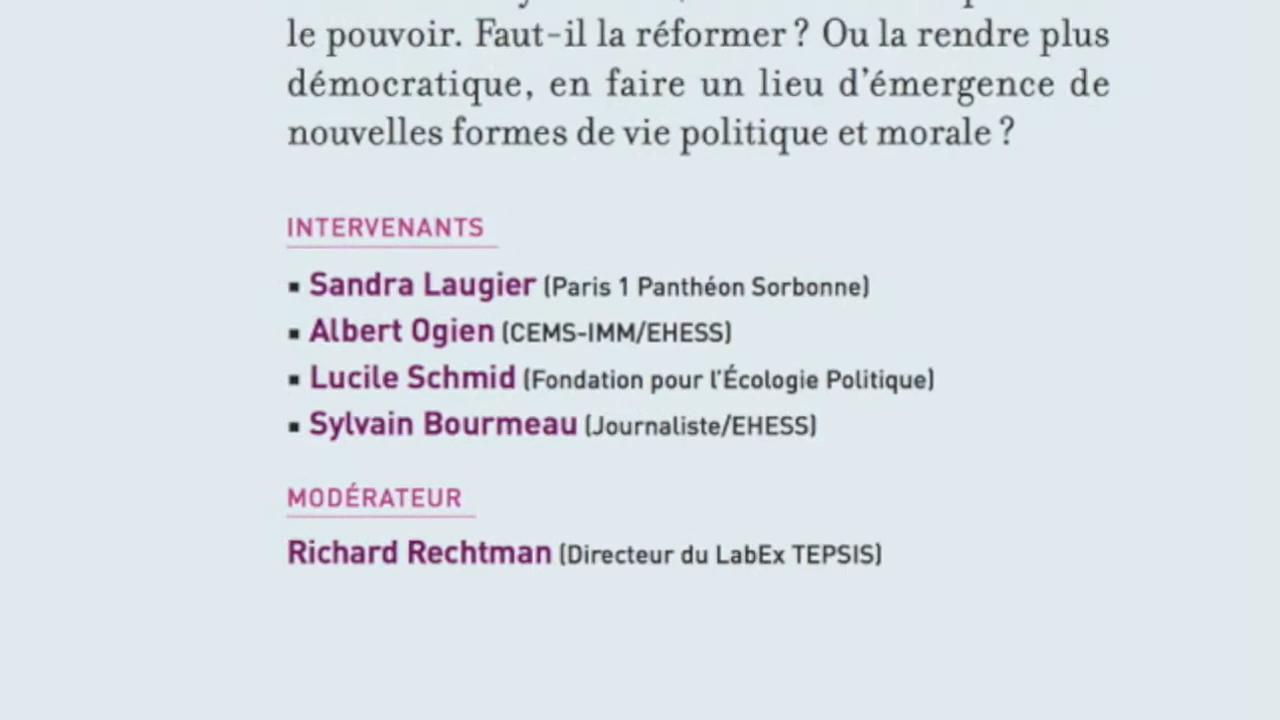 le pouvoir. Faut-il la réformer ? Ou la rendre plus
démocratique, en faire un lieu d’émergence de
nouvelles formes de vie politique et morale ?
INTERVENANTS
▪ Sandra Laugier (Paris 1 Panthéon Sorbonne)
▪ Albert Ogien (CEMS-IMM/EHESS)
▪ Lucile Schmid (Fondation pour l’Écologie Politique)
▪ Sylvain Bourmeau (Journaliste/EHESS)
MODÉRATEUR
Richard Rechtman (Directeur du LabEx TEPSIS)